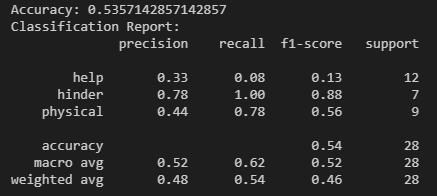 Accuracy: 0.5357142857142857
Classification Report:
precision recall f1-score support
help 0.33 0.08 0.13 12
hinder 0.78 1.00 0.88 7
physical 0.44 0.78 0.56 9
accuracy 0.54 28
macro avg 0.52 0.62 0.52 28
weighted avg 0.48 0.54 0.46 28